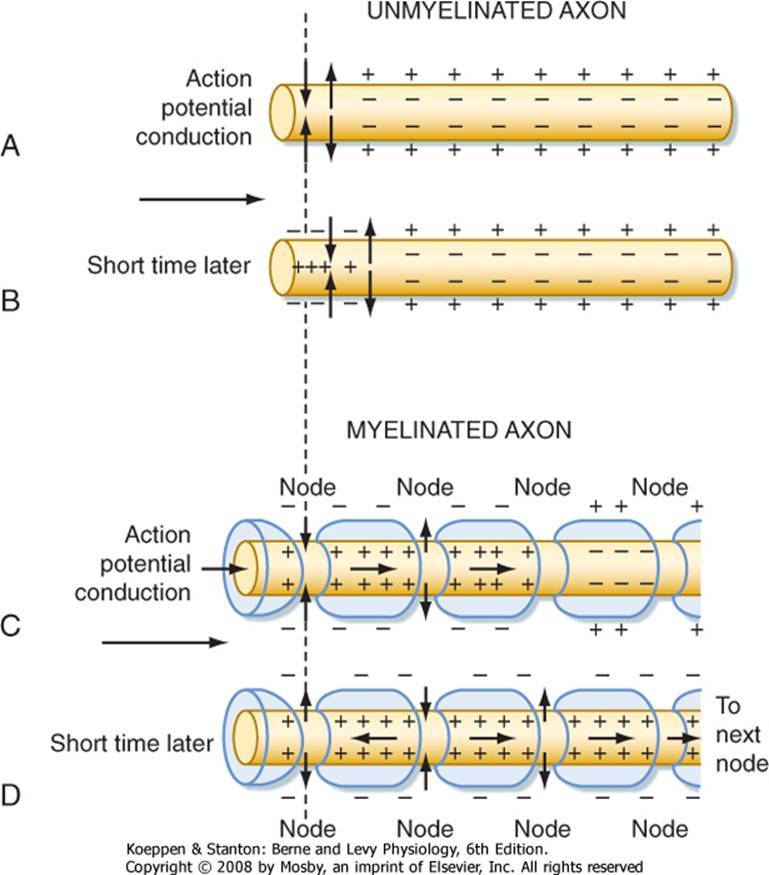 UNMYELINATED AXON
Action
potential
conduction
+ + + + + + + + +
− − − − − − − − −
− − − − − − − − −
+ + + + + + + + +
A
− − − + + + + + + + +
− − − − − − − −
+++ +
Short time later
− − − − − − − −
− − − + + + + + + + +
B
MYELINATED AXON
Node Node Node Node
− − − − − + + +
Action
potential
conduction
+ + + + + + ++ + − − −
+ + + + + + ++ + − − −
C
− − − − − + + +
− − − − − − − − −
+ + + + + + + + + + + + + +
Short time later
+ + + + + + + + + + + + + +
To
next
node
D
− − − − − − − − −
Node Node Node
Koeppen & Stanton: Berne and Levy Physiology, 6th Edition.
Copyright © 2008 by Mosby, an imprint of Elsevier, Inc. All rights reserved